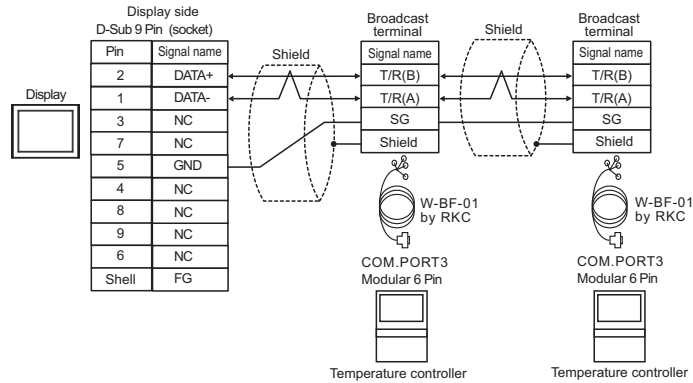 Display side
D-Sub 9 Pin (socket)
Pin Signal name
2 DATA+
1 DATA-
3 NC
7 NC
5 GND
4 NC
8 NC
9 NC
6 NC
Shell FG
Display
Shield
Broadcast
terminal
Signal name
T/R(B)
T/R(A)
SG
Shield
W-BF-01
by RKC
COM.PORT3
Modular 6 Pin
Temperature controller
Shield
Broadcast
terminal
Signal name
T/R(B)
T/R(A)
SG
Shield
W-BF-01
by RKC
COM.PORT3
Modular 6 Pin
Temperature controller